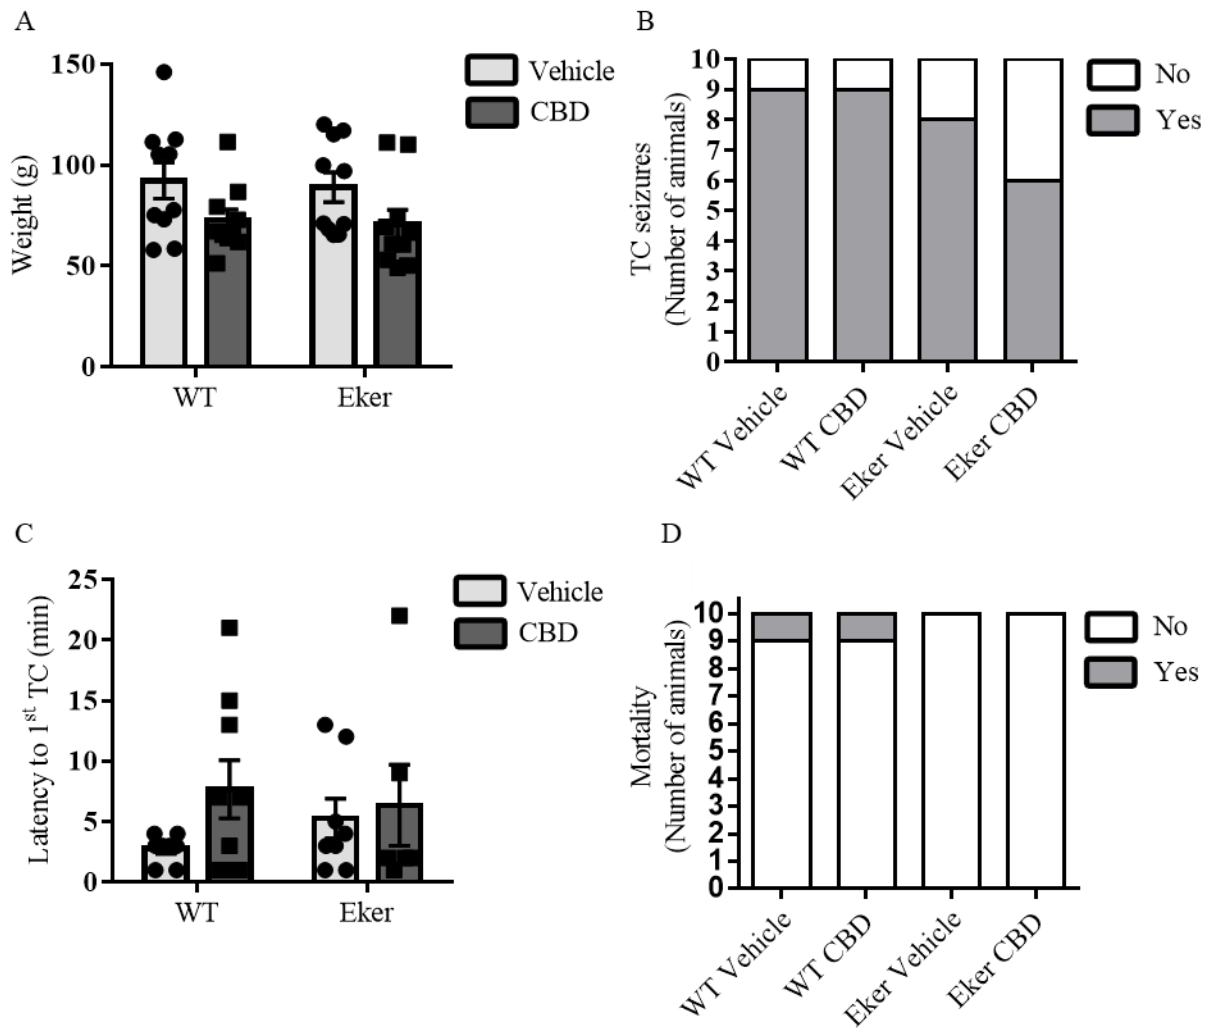 A
150
100
50
0
Weight (g)
WT
Eker
Vehicle
CBD
B
10
9
8
7
6
5
4
3
2
1
0
TC seizures
(Number of animals)
WT Vehicle
WT CBD
Eker Vehicle
Eker CBD
No
Yes
C
25
20
15
10
5
0
Latency to 1st TC (min)
WT
Eker
Vehicle
CBD
D
10
9
8
7
6
5
4
3
2
1
0
Mortality
(Number of animals)
WT Vehicle
WT CBD
Eker Vehicle
Eker CBD
No
Yes